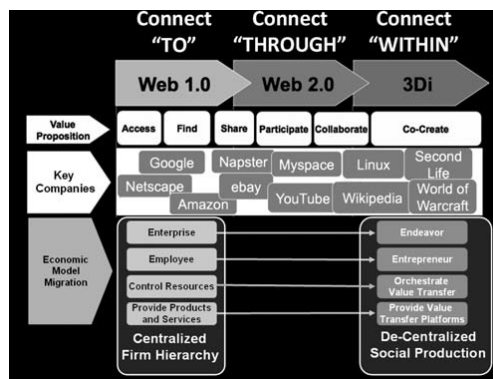 Connect "TO"
Connect "THROUGH"
Connect "WITHIN"
Web 1.0
Web 2.0
3Di
Value Proposition
Access
Find
Share
Participate
Collaborate
Co-Create
Key Companies
Google
Netscape
Amazon
Napster
ebay
Myspace
YouTube
Linux
Wikipedia
Second Life
World of Warcraft
Economic Model Migration
Enterprise
Endeavor
Employee
Entrepreneur
Control Resources
Orchestrate Value Transfer
Provide Products and Services
Provide Value Transfer Platforms
Centralized Firm Hierarchy
De-Centralized Social Production